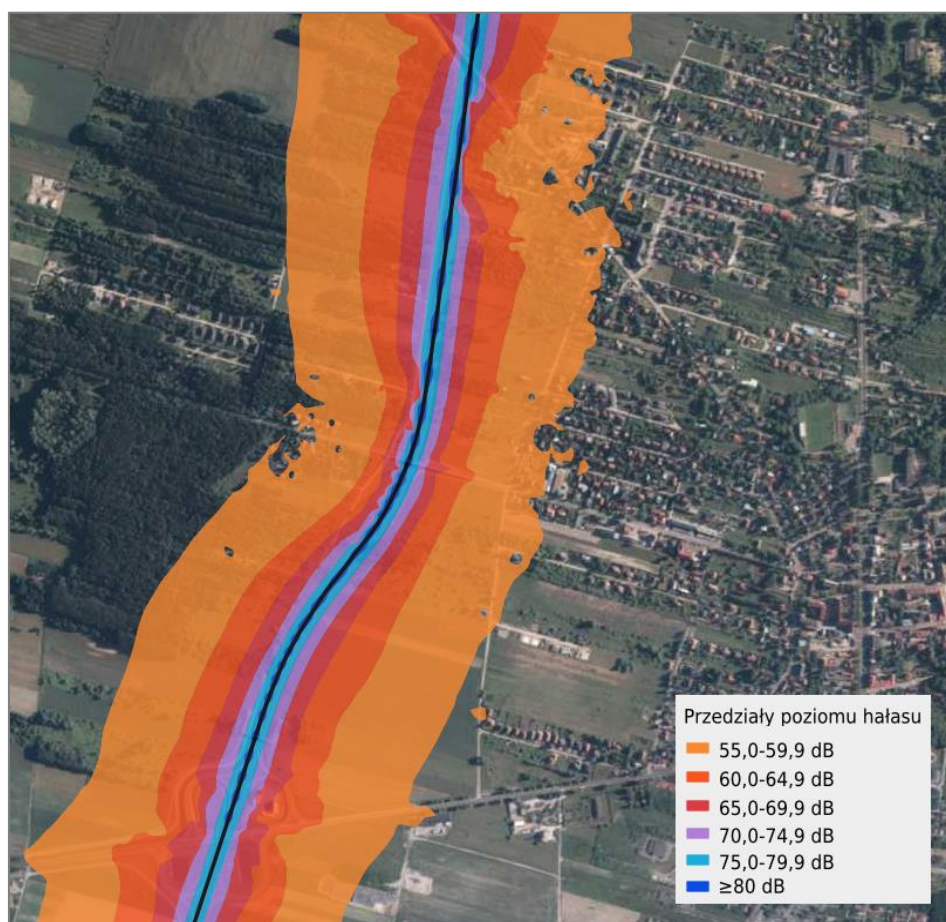 Przedziały poziomu hałasu
55,0-59,9 dB
60,0-64,9 dB
65,0-69,9 dB
70,0-74,9 dB
75,0-79,9 dB
≥80 dB